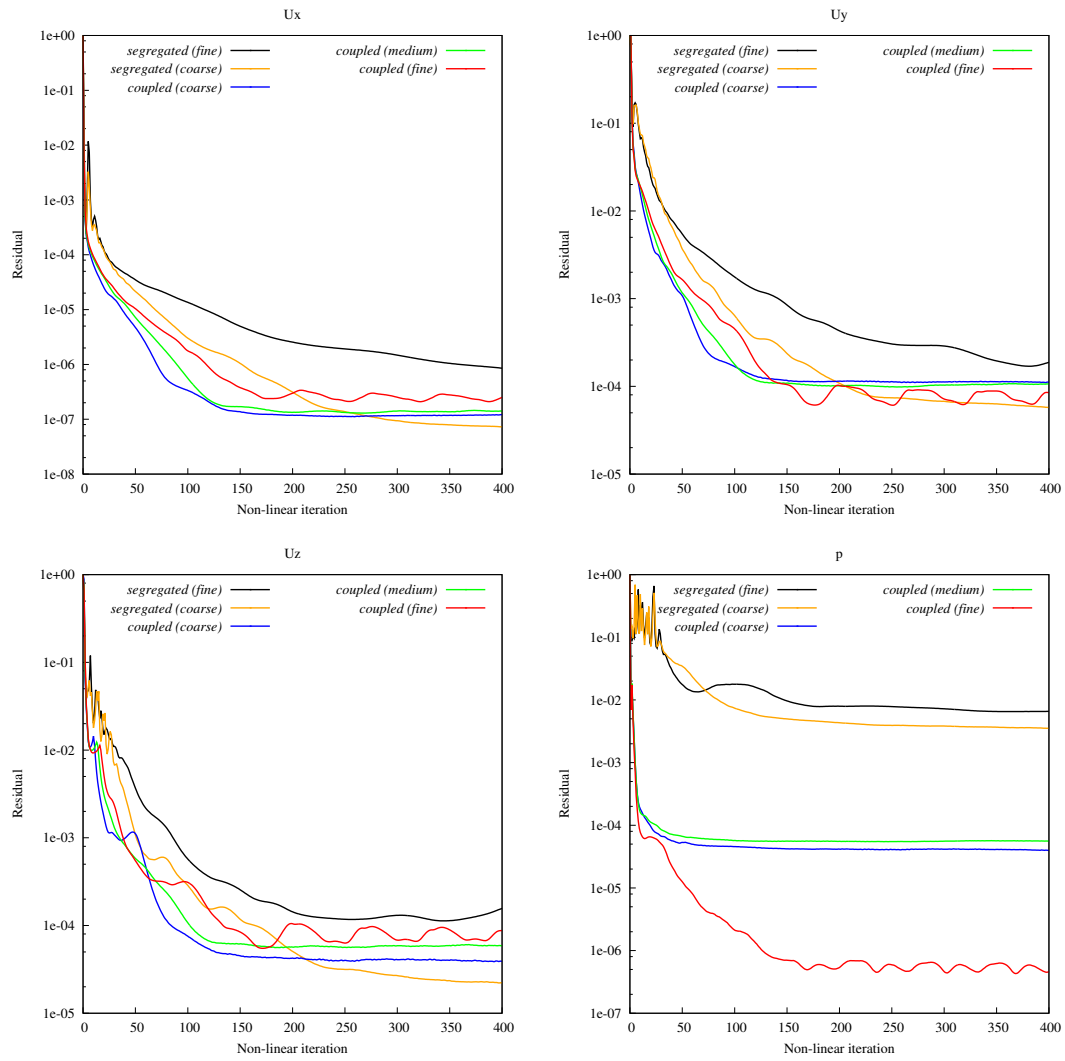 Ux
1e+00
1e-01
1e-02
1e-03
1e-04
1e-05
1e-06
1e-07
1e-08
Residual
segregated (fine)
segregated (coarse)
coupled (coarse)
coupled (medium)
coupled (fine)
0 50 100 150 200 250 300 350 400
Non-linear iteration
Uy
1e+00
1e-01
1e-02
1e-03
1e-04
1e-05
Residual
segregated (fine)
segregated (coarse)
coupled (coarse)
coupled (medium)
coupled (fine)
0 50 100 150 200 250 300 350 400
Non-linear iteration
Uz
1e+00
1e-01
1e-02
1e-03
1e-04
1e-05
Residual
segregated (fine)
segregated (coarse)
coupled (coarse)
coupled (medium)
coupled (fine)
0 50 100 150 200 250 300 350 400
Non-linear iteration
p
1e+00
1e-01
1e-02
1e-03
1e-04
1e-05
1e-06
1e-07
Residual
segregated (fine)
segregated (coarse)
coupled (coarse)
coupled (medium)
coupled (fine)
0 50 100 150 200 250 300 350 400
Non-linear iteration